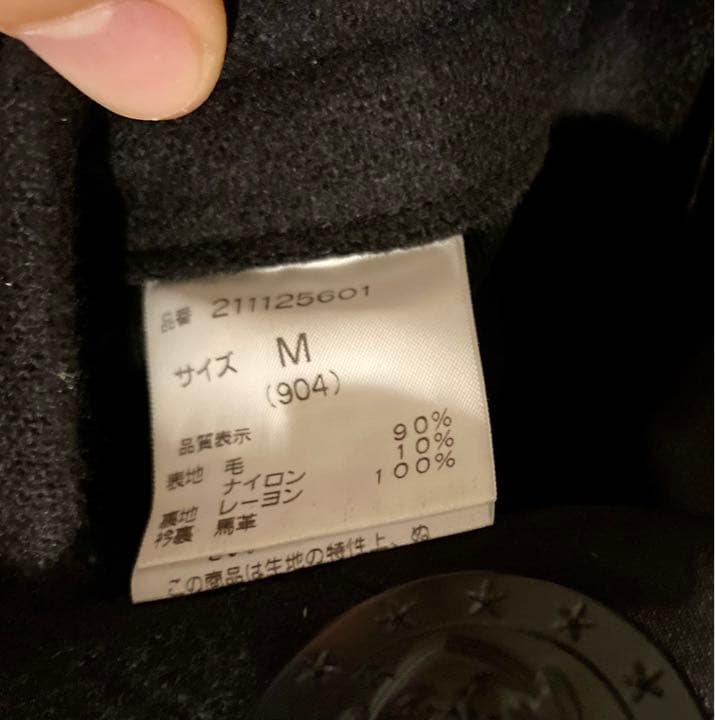 品番 211125601
サイズ M
(904)
品質表示
表地 毛 90%
ナイロン 10%
裏地 レーヨン 100%
衿裏 馬革
この商品は生地の特性上、ぬ